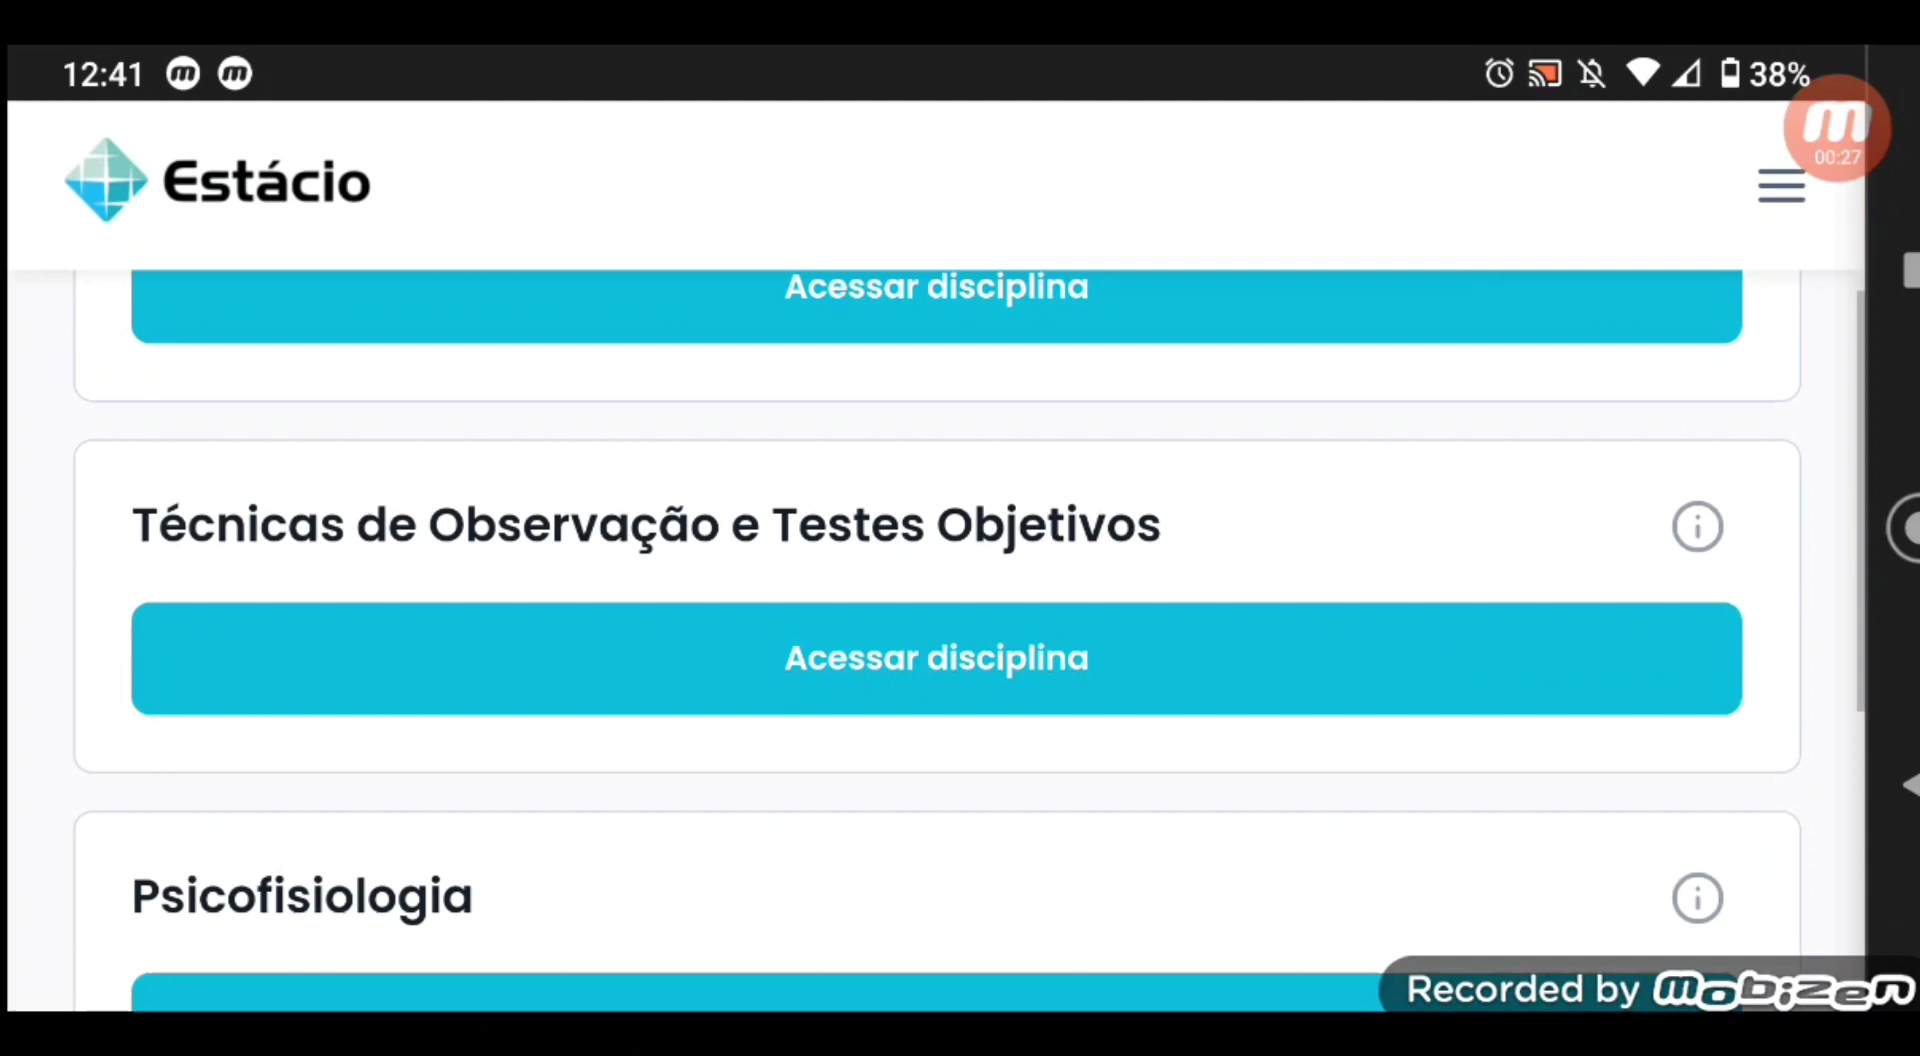 12:41
38%
00:27
Estácio
Acessar disciplina
Técnicas de Observação e Testes Objetivos
Acessar disciplina
Psicofisiologia
Recorded by mobizen